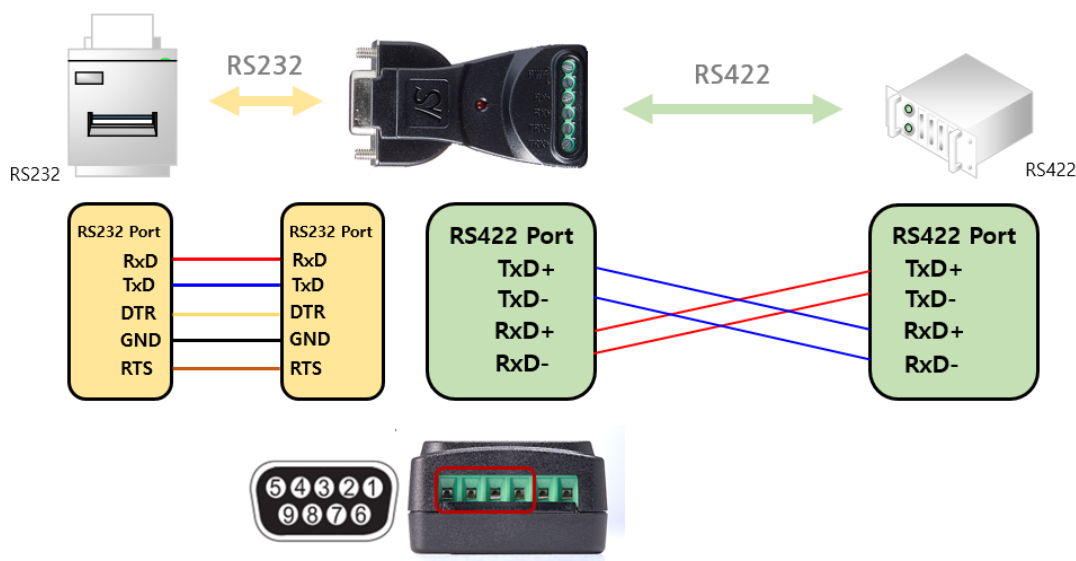 RS232
RS422
RS232
RS422
SY
RS232 Port
RxD
TxD
DTR
GND
RTS
RS232 Port
RxD
TxD
DTR
GND
RTS
RS422 Port
TxD+
TxD-
RxD+
RxD-
RS422 Port
TxD+
TxD-
RxD+
RxD-
5 4 3 2 1
9 8 7 6